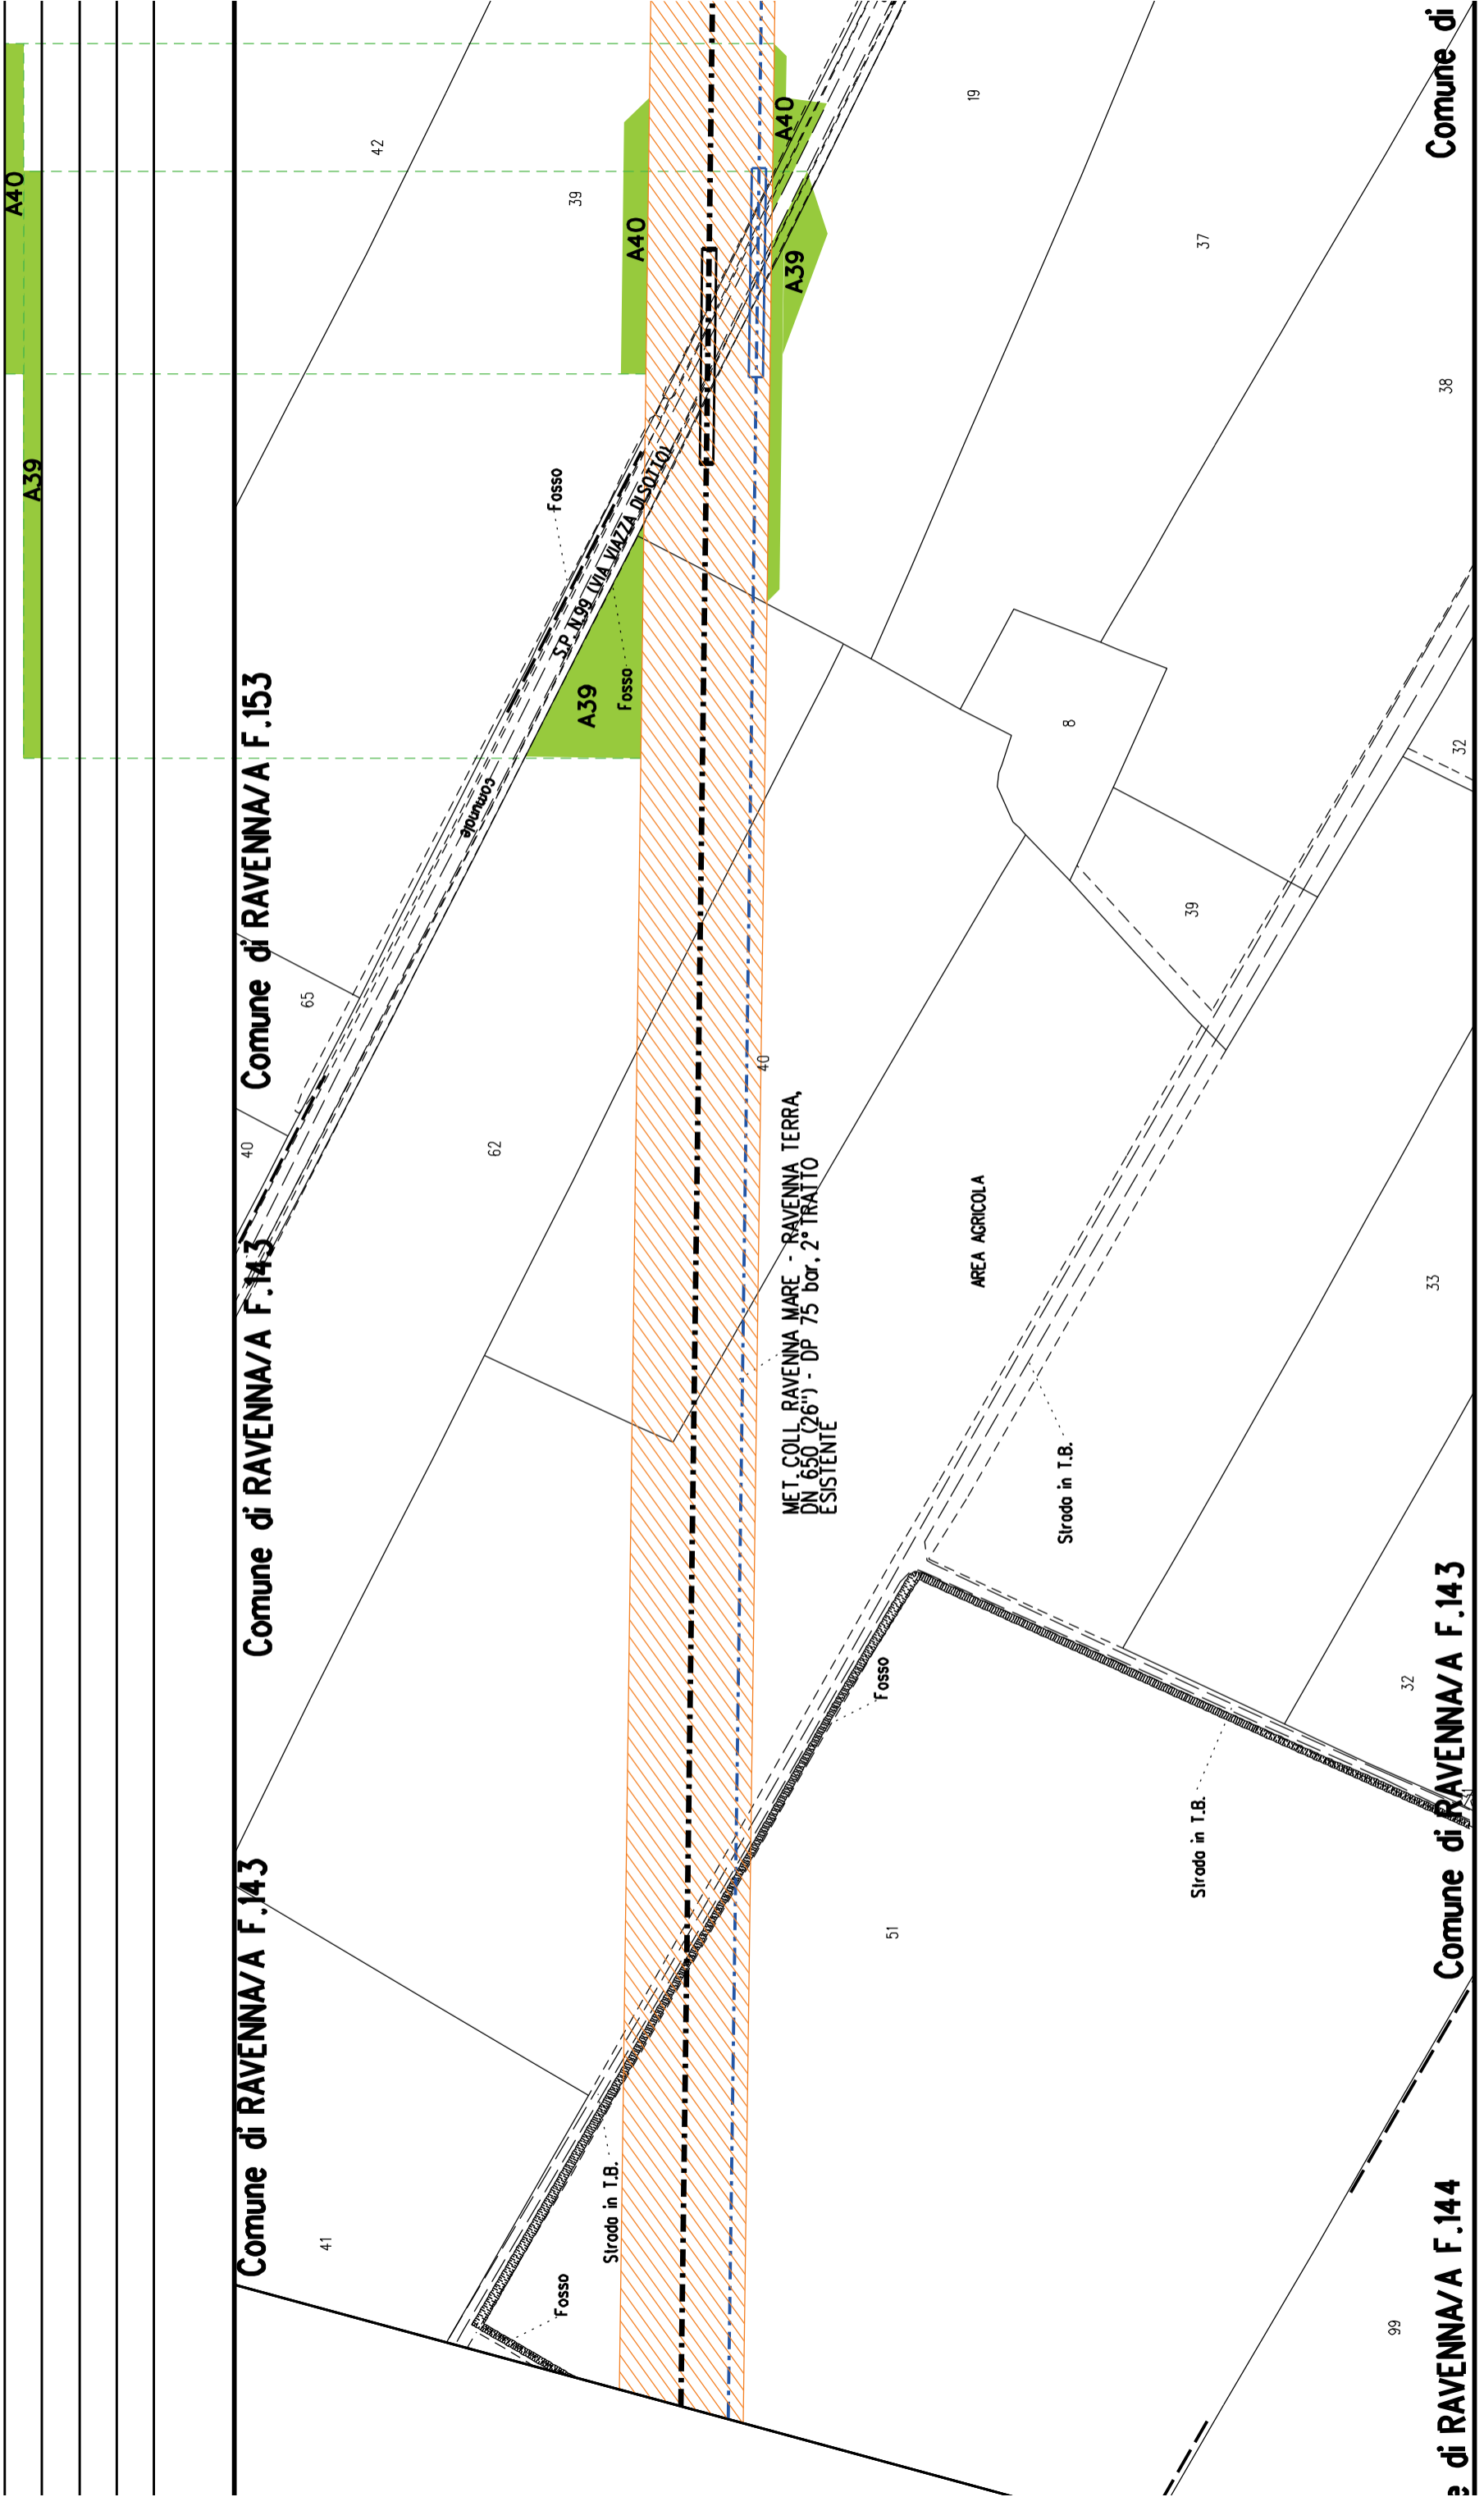 A40
A39
42
39
A40
A40
A39
19
37
38
Comune di
Comune di RAVENNA/A F.153
Fosso
S.P. N.99 (VIA VIAZZA DI SOTTO)
A39
Fosso
comunale
8
32
39
65
40
62
40
MET. COLL. RAVENNA MARE - RAVENNA TERRA,
DN 650 (26") - DP 75 bar, 2° TRATTO
ESISTENTE
AREA AGRICOLA
33
Comune di RAVENNA/A F.143
Strada in T.B.
Fosso
32
Strada in T.B.
Comune di RAVENNA/A F.143
51
Comune di RAVENNA/A F.143
Strada in T.B.
41
Fosso
99
e di RAVENNA/A F.144